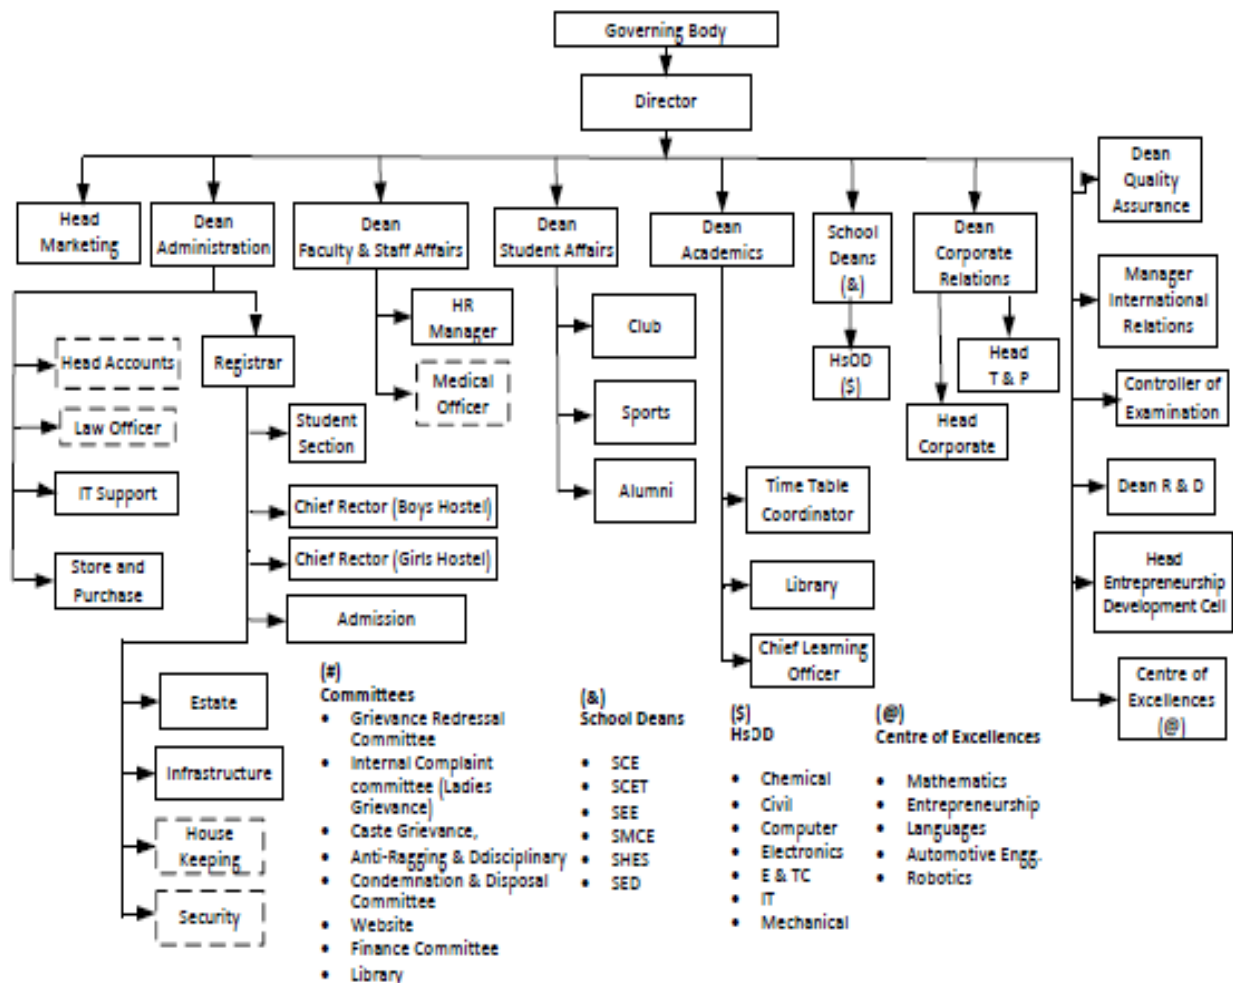 Governing Body
Director
Head
Marketing
Dean
Administration
Dean
Faculty & Staff Affairs
Dean
Student Affairs
Dean
Academics
School
Deans
(&)
Dean
Corporate
Relations
Dean
Quality
Assurance
Manager
International
Relations
Controller of
Examination
Dean R & D
Head
Entrepreneurship
Development Cell
Centre of
Excellences
(@)
Head Accounts
Law Officer
IT Support
Store and
Purchase
Registrar
Student
Section
Chief Rector (Boys Hostel)
Chief Rector (Girls Hostel)
Admission
Estate
Infrastructure
House
Keeping
Security
HR
Manager
Medical
Officer
Club
Sports
Alumni
Time Table
Coordinator
Library
Chief Learning
Officer
HsOD
($)
Head
T & P
Head
Corporate
(#)
Committees
• Grievance Redressal
Committee
• Internal Complaint
committee (Ladies
Grievance)
• Caste Grievance,
• Anti-Ragging & Ddisciplinary
• Condemnation & Disposal
Committee
• Website
• Finance Committee
• Library
(&)
School Deans
• SCE
• SCET
• SEE
• SMCE
• SHES
• SED
($)
HsOD
• Chemical
• Civil
• Computer
• Electronics
• E & TC
• IT
• Mechanical
(@)
Centre of Excellences
• Mathematics
• Entrepreneurship
• Languages
• Automotive Engg.
• Robotics